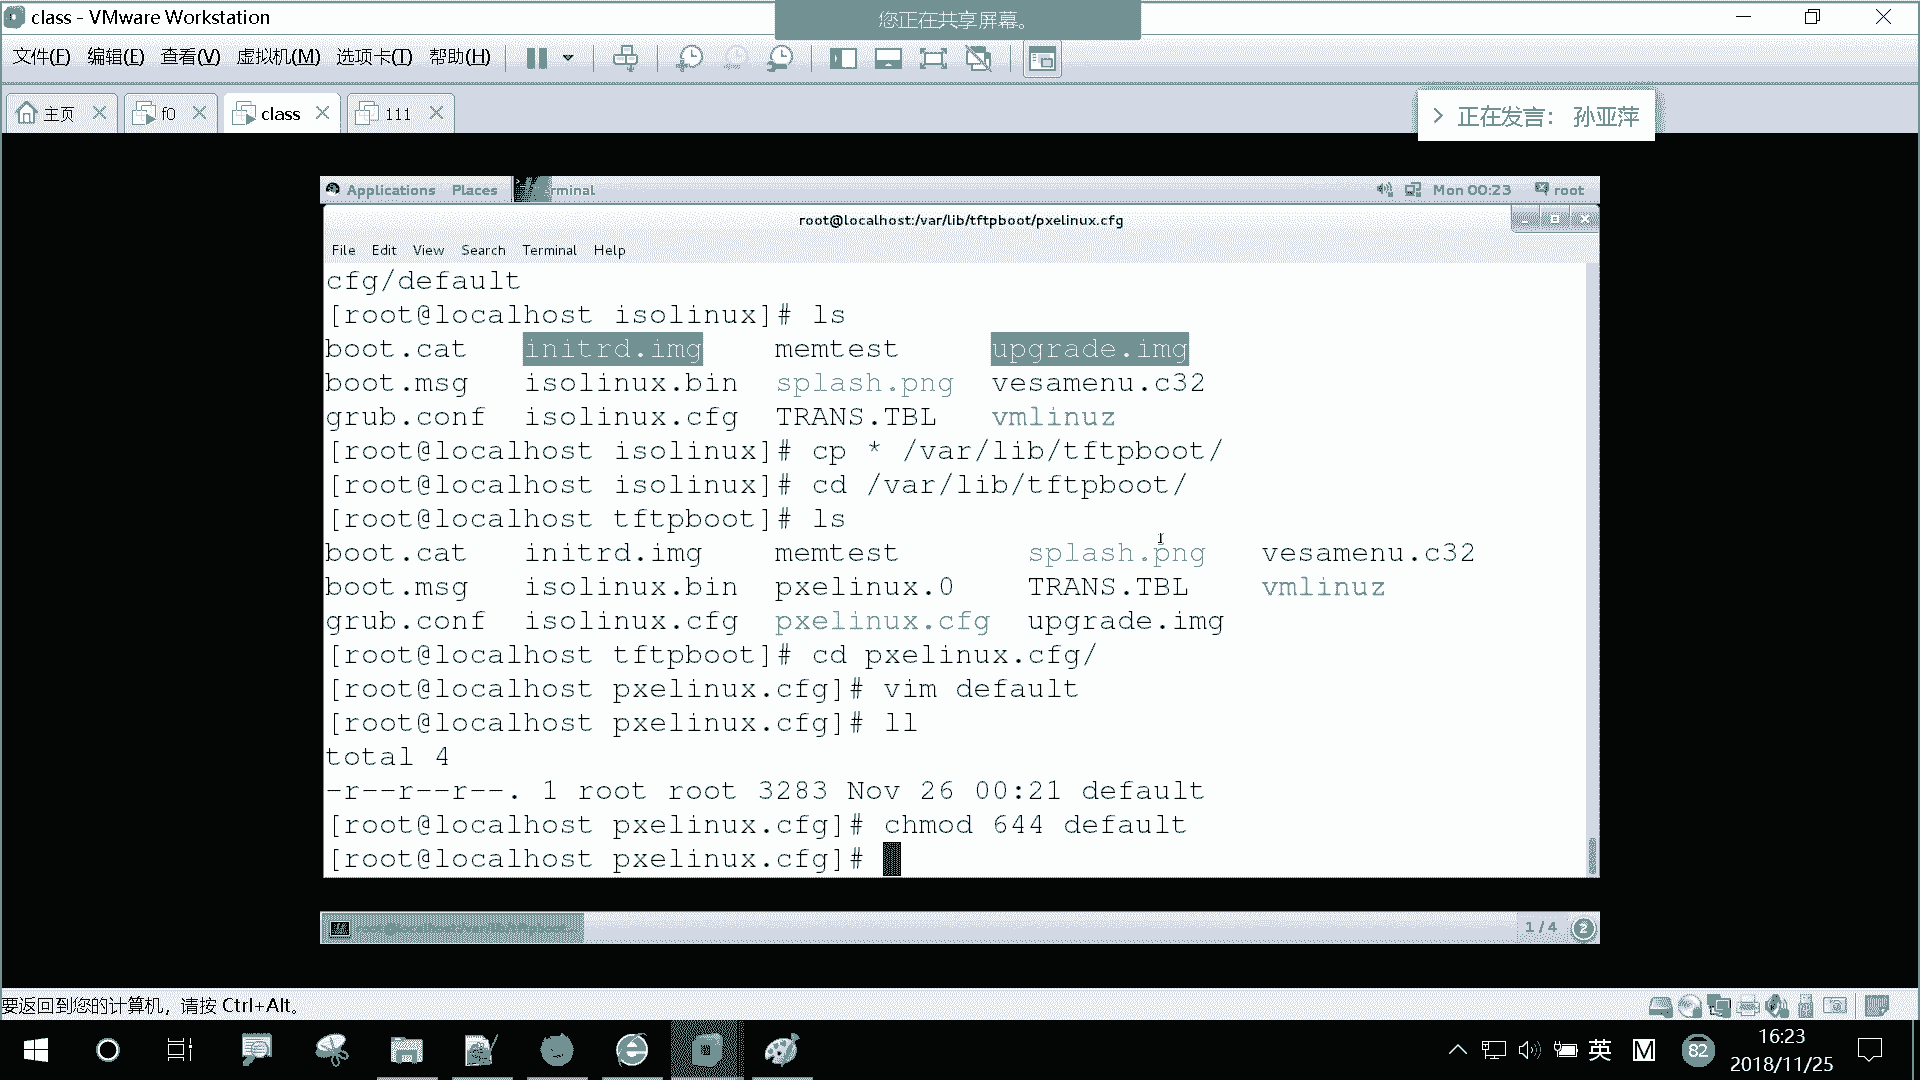 class - VMware Workstation
您正在共享屏幕。
文件(F) 编辑(E) 查看(V) 虚拟机(M) 选项卡(T) 帮助(H)
主页 f0 class 111
正在发言： 孙亚萍
Applications Places rminal Mon 00:23 root
root@localhost:/var/lib/tftpboot/pxelinux.cfg
File Edit View Search Terminal Help
cfg/default
[root@localhost isolinux]# ls
boot.cat initrd.img memtest upgrade.img
boot.msg isolinux.bin splash.png vesamenu.c32
grub.conf isolinux.cfg TRANS.TBL vmlinuz
[root@localhost isolinux]# cp * /var/lib/tftpboot/
[root@localhost isolinux]# cd /var/lib/tftpboot/
[root@localhost tftpboot]# ls
boot.cat initrd.img memtest splash.png vesamenu.c32
boot.msg isolinux.bin pxelinux.0 TRANS.TBL vmlinuz
grub.conf isolinux.cfg pxelinux.cfg upgrade.img
[root@localhost tftpboot]# cd pxelinux.cfg/
[root@localhost pxelinux.cfg]# vim default
[root@localhost pxelinux.cfg]# ll
total 4
-r--r--r--. 1 root root 3283 Nov 26 00:21 default
[root@localhost pxelinux.cfg]# chmod 644 default
[root@localhost pxelinux.cfg]#
1 / 4 2
要返回到您的计算机，请按 Ctrl+Alt。
英 M 82 16:23
2018/11/25